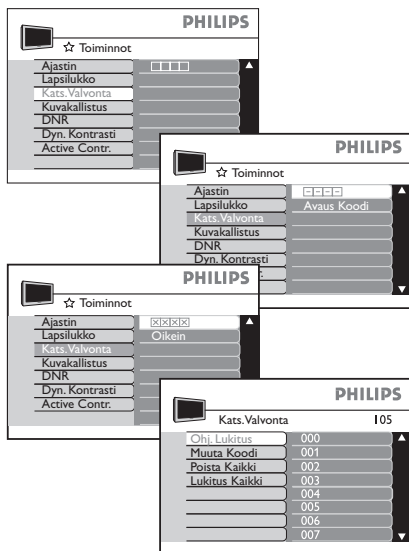 PHILIPS
Toiminnot
Ajastin
Lapsilukko
Kats.Valvonta
Kuvakallistus
DNR
Dyn. Kontrasti
Active Contr.
PHILIPS
Toiminnot
Ajastin - - - -
Lapsilukko Avaus Koodi
Kats.Valvonta
Kuvakallistus
DNR
Dyn. Kontrasti
PHILIPS
Toiminnot
Ajastin XXXX
Lapsilukko Oikein
Kats.Valvonta
Kuvakallistus
DNR
Dyn. Kontrasti
Active Contr.
PHILIPS
Kats.Valvonta 105
Ohj. Lukitus 000
Muuta Koodi 001
Poista Kaikki 002
Lukitus Kaikki 003
004
005
006
007